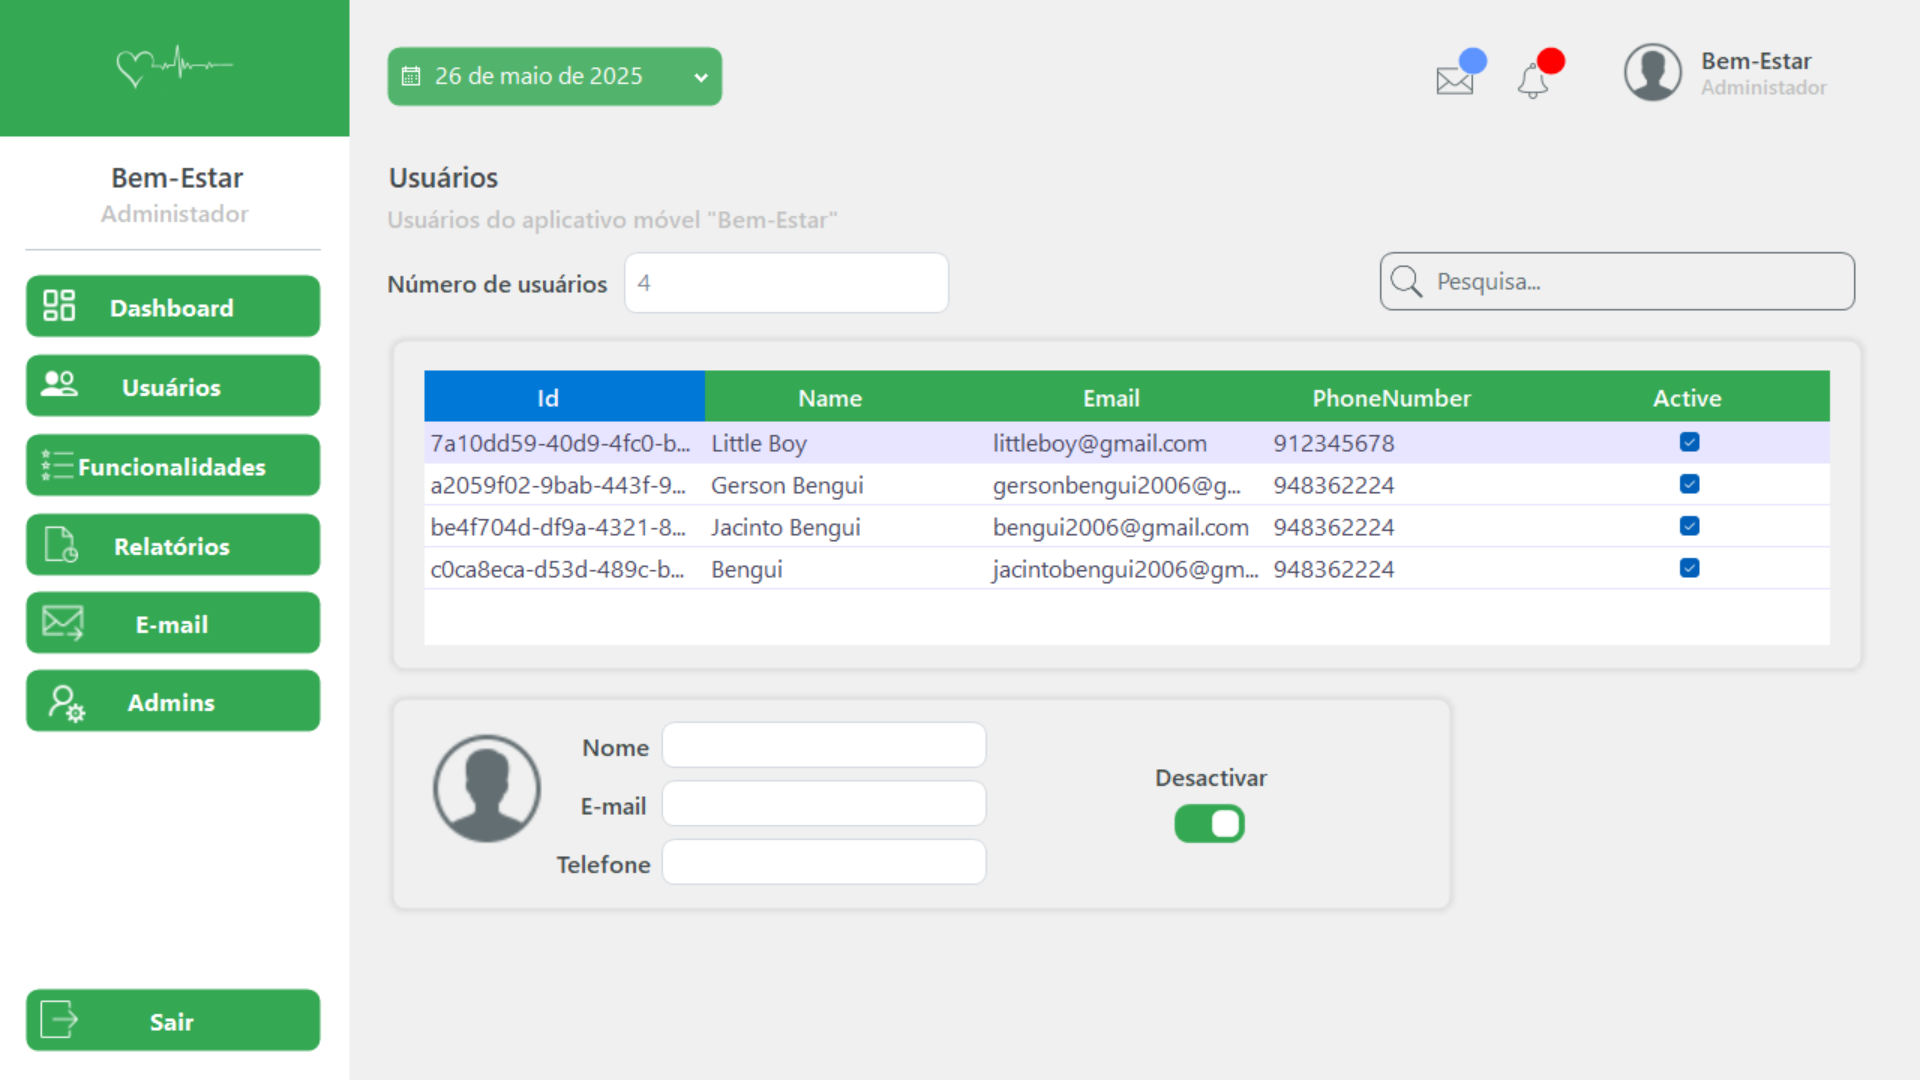 26 de maio de 2025
Bem-Estar
Administador
Bem-Estar
Administador
Dashboard
Usuários
Funcionalidades
Relatórios
E-mail
Admins
Sair
Usuários
Usuários do aplicativo móvel "Bem-Estar"
Número de usuários 4
Pesquisa...
Id Name Email PhoneNumber Active
7a10dd59-40d9-4fc0-b... Little Boy littleboy@gmail.com 912345678
a2059f02-9bab-443f-9... Gerson Bengui gersonbengui2006@g... 948362224
be4f704d-df9a-4321-8... Jacinto Bengui bengui2006@gmail.com 948362224
c0ca8eca-d53d-489c-b... Bengui jacintobengui2006@gm... 948362224
Nome
E-mail
Telefone
Desactivar